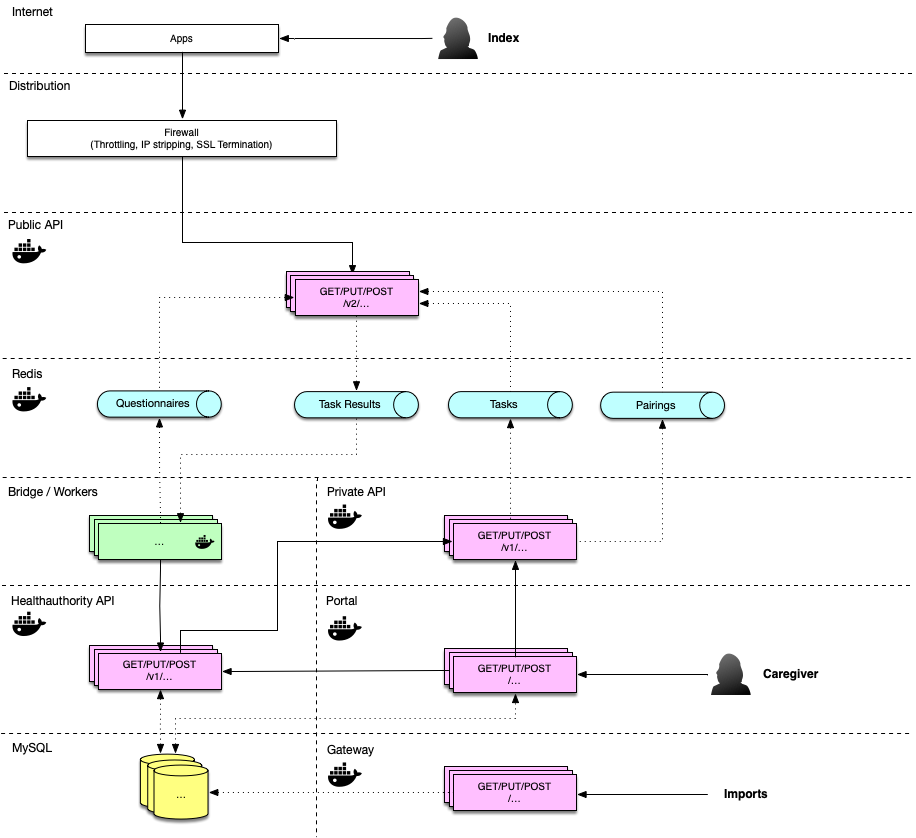 Internet
Apps
Index
Distribution
Firewall
(Throttling, IP stripping, SSL Termination)
Public API
GET/PUT/POST
/v2/...
Redis
Questionnaires
Task Results
Tasks
Pairings
Bridge / Workers
Private API
...
GET/PUT/POST
/v1/...
Healthauthority API
Portal
GET/PUT/POST
/v1/...
GET/PUT/POST
/...
Caregiver
MySQL
Gateway
...
GET/PUT/POST
/...
Imports